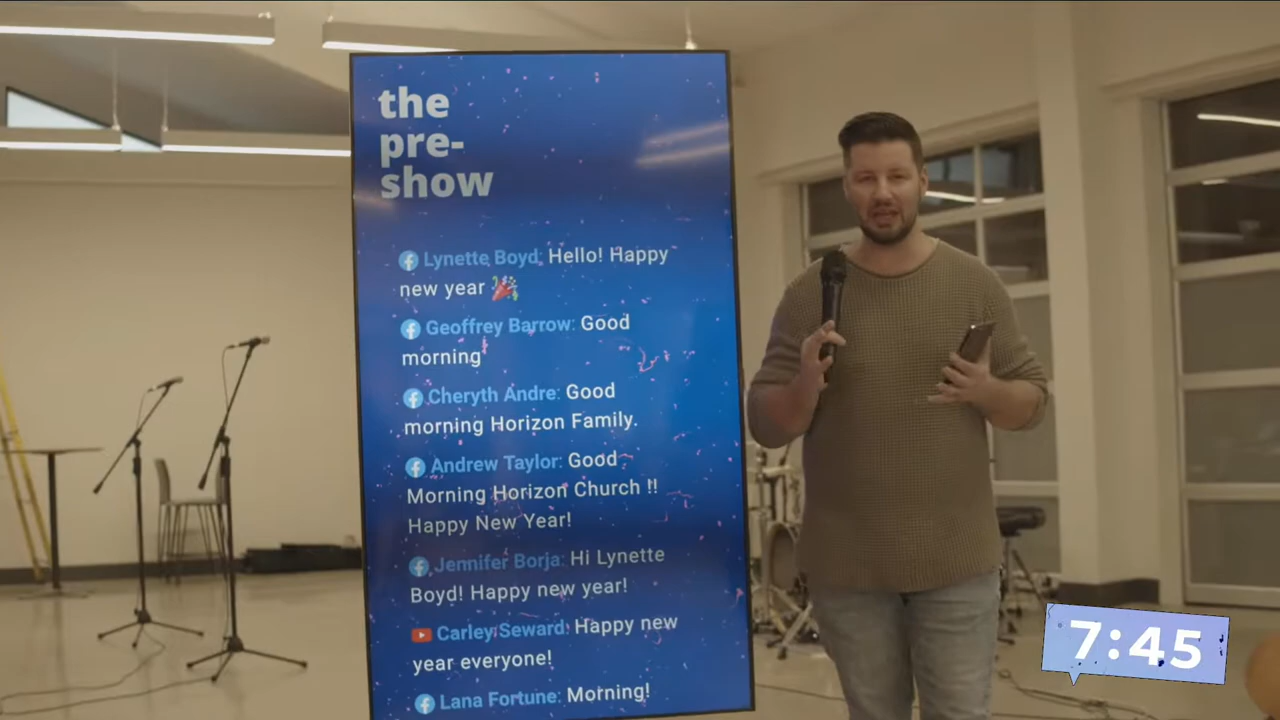 the
pre-
show
Lynette Boyd: Hello! Happy
new year 🎉
Geoffrey Barrow: Good
morning
Cheryth Andre: Good
morning Horizon Family.
Andrew Taylor: Good
Morning Horizon Church !!
Happy New Year!
Jennifer Borja: Hi Lynette
Boyd! Happy new year!
Carley Seward: Happy new
year everyone!
Lana Fortune: Morning!
7:45